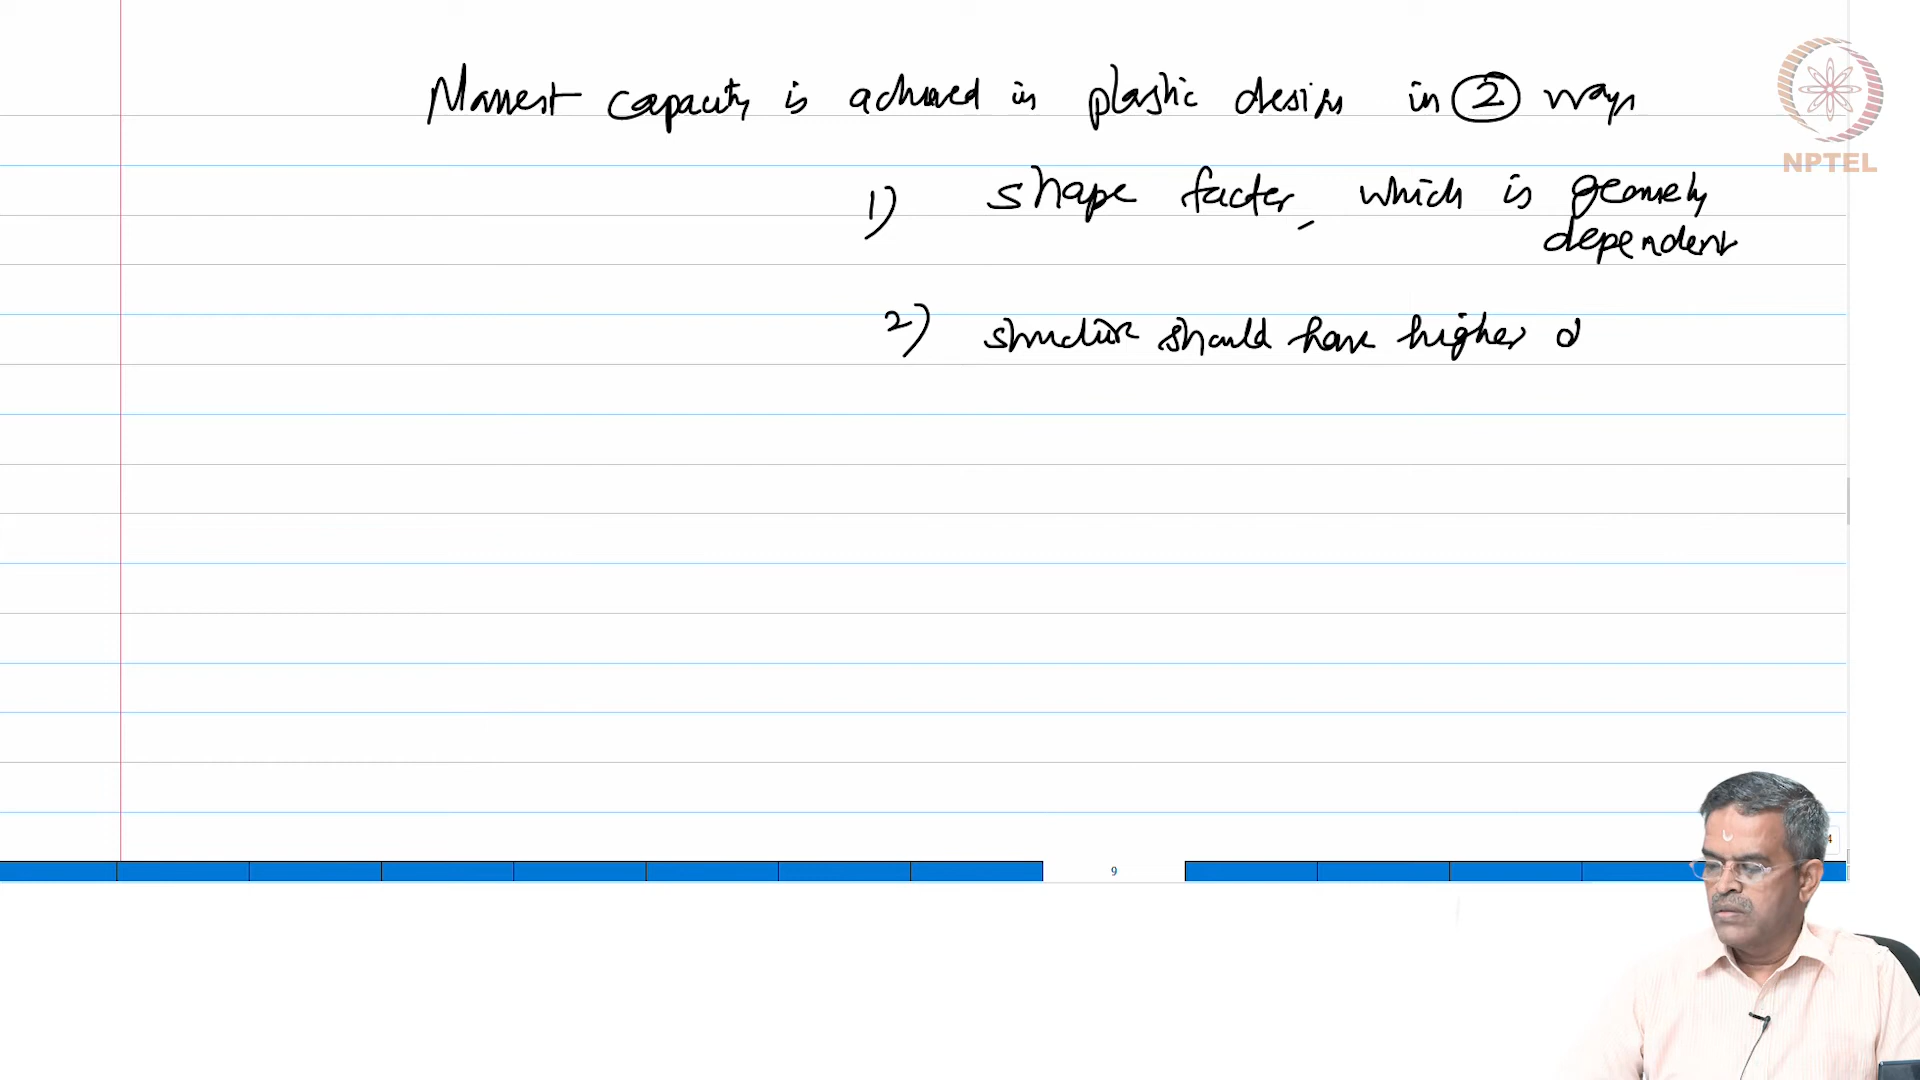 Moment capacity is achieved in plastic design in 2 ways
1) shape factor, which is geometry
dependent
2) structure should have higher d
NPTEL
9
4